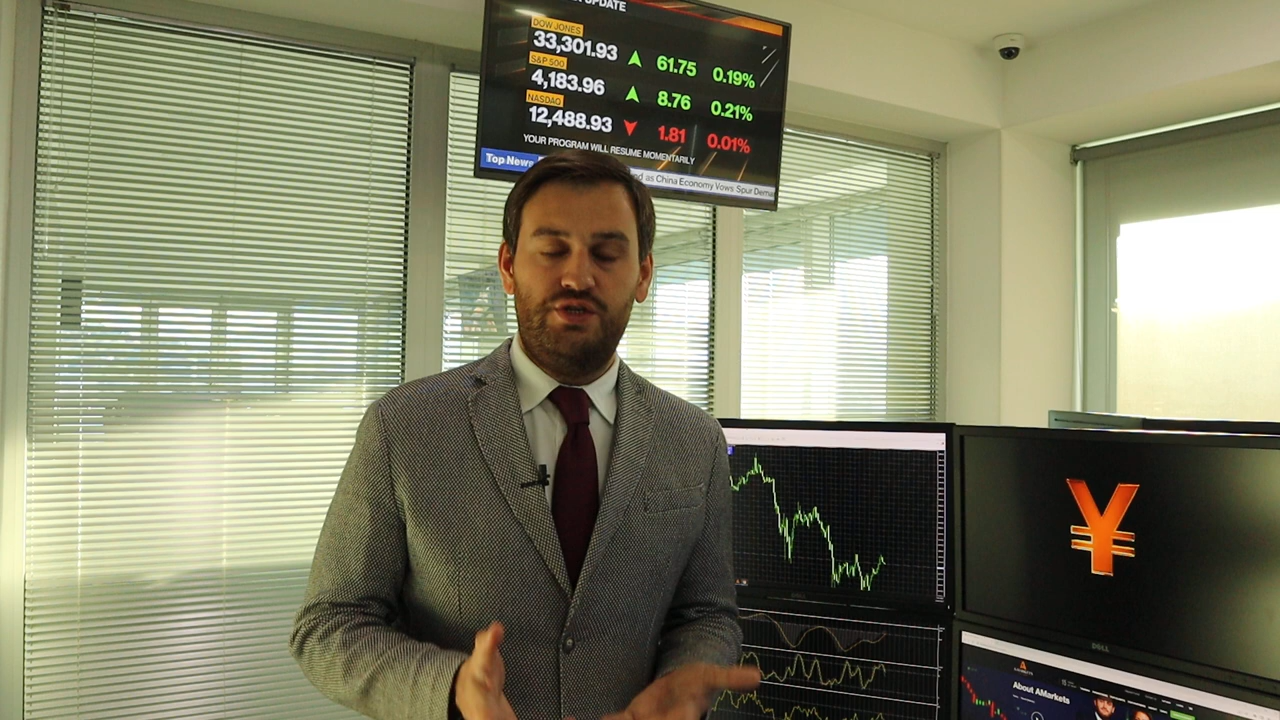 UPDATE
DOW JONES
33,301.93 61.75 0.19%
S&P 500
4,183.96 8.76 0.21%
NASDAQ
12,488.93 1.81 0.01%
YOUR PROGRAM WILL RESUME MOMENTARILY
Top News
as China Economy Vows Spur
¥
DELL
About AMarkets